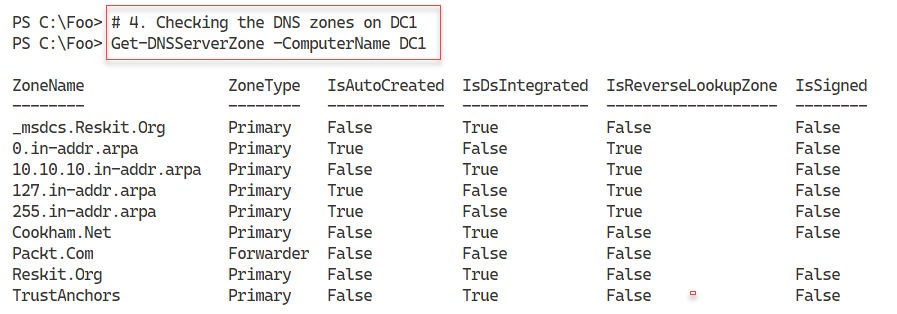 PS C:\Foo> # 4. Checking the DNS zones on DC1
PS C:\Foo> Get-DNSServerZone -ComputerName DC1
ZoneName ZoneType IsAutoCreated IsDsIntegrated IsReverseLookupZone IsSigned
-------- -------- ------------- -------------- ------------------- --------
_msdcs.Reskit.Org Primary False True False False
0.in-addr.arpa Primary True False True False
10.10.10.in-addr.arpa Primary False True True False
127.in-addr.arpa Primary True False True False
255.in-addr.arpa Primary True False True False
Cookham.Net Primary False True False False
Packt.Com Forwarder False False False
Reskit.Org Primary False True False False
TrustAnchors Primary False True False False